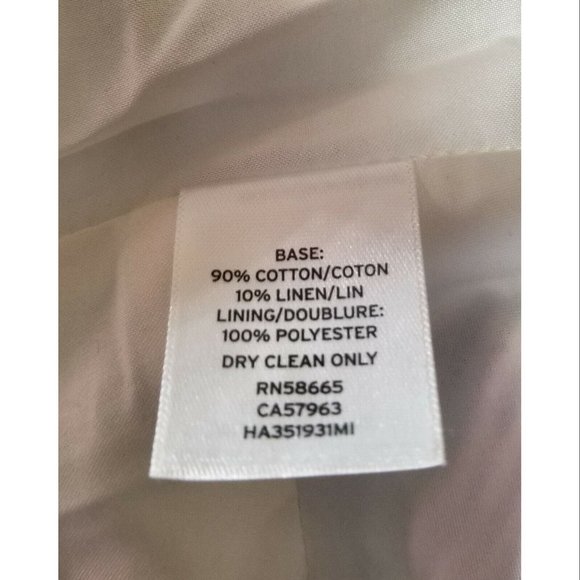 BASE:
90% COTTON/COTON
10% LINEN/LIN
LINING/DOUBLURE:
100% POLYESTER
DRY CLEAN ONLY
RN58665
CA57963
HA351931MI